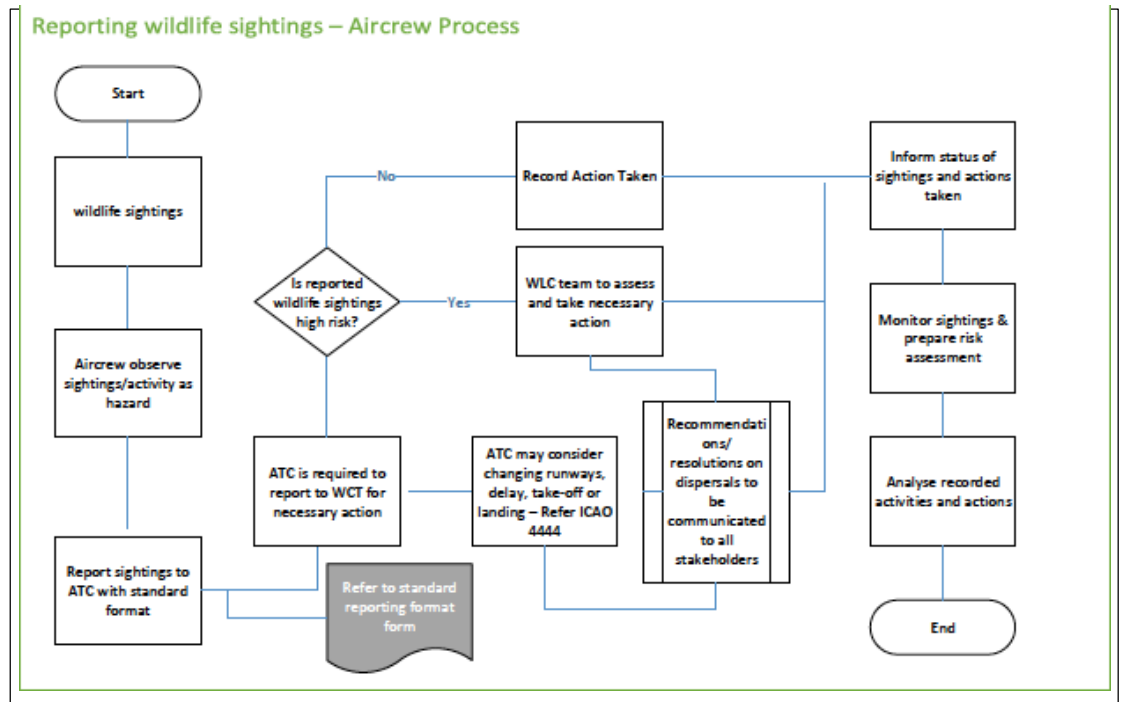 Reporting wildlife sightings – Aircrew Process
Start
wildlife sightings
Aircrew observe
sightings/activity as
hazard
Report sightings to
ATC with standard
format
Refer to standard
reporting format
form
ATC is required to
report to WCT for
necessary action
Is reported
wildlife sightings
high risk?
No
Record Action Taken
Yes
WLC team to assess
and take necessary
action
ATC may consider
changing runways,
delay, take-off or
landing – Refer ICAO
4444
Recommendati
ons/
resolutions on
dispersals to
be
communicated
to all
stakeholders
Inform status of
sightings and actions
taken
Monitor sightings &
prepare risk
assessment
Analyse recorded
activities and actions
End